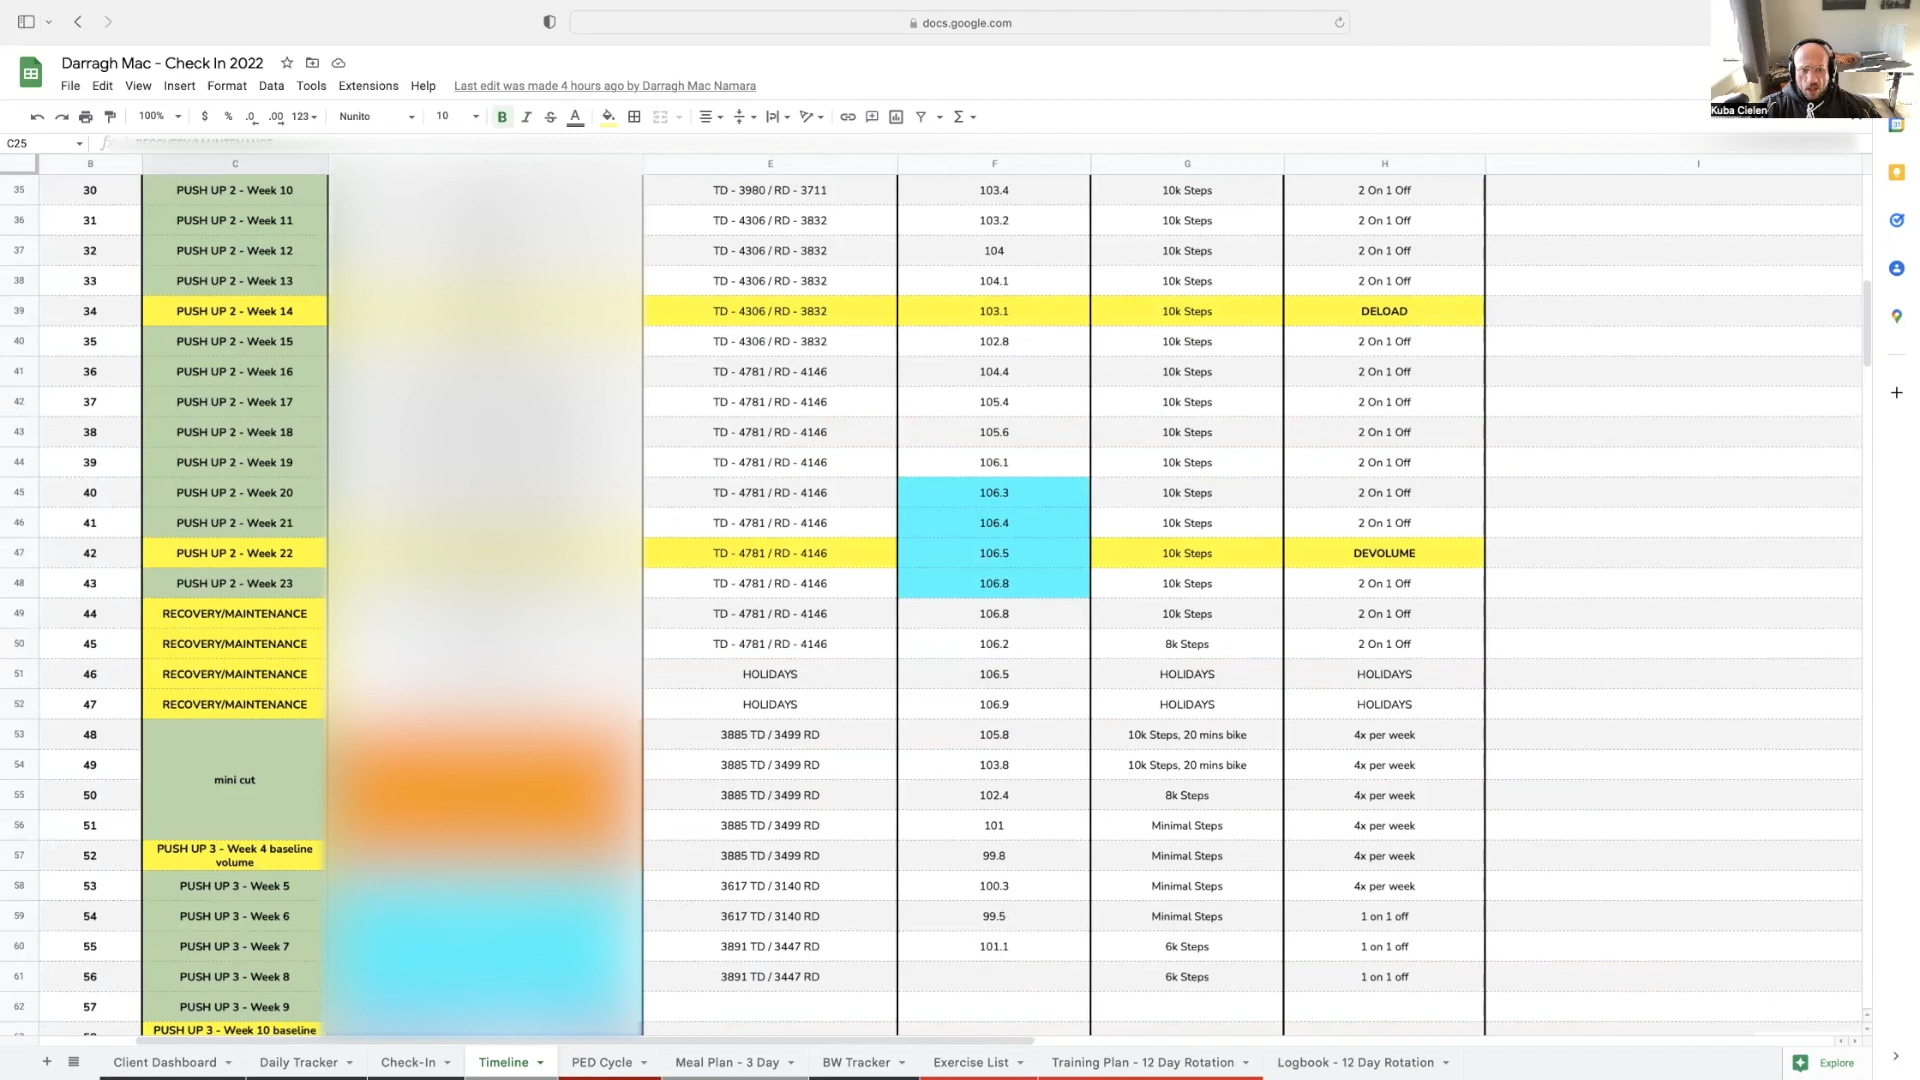 docs.google.com
Darragh Mac - Check In 2022
File Edit View Insert Format Data Tools Extensions Help Last edit was made 4 hours ago by Darragh Mac Namara
100% $ % .0 .00 123 Nunito 10 B I S A
Kuba Cielen
C25 RECOVERY/MAINTENANCE
B C E F G H I
35 30 PUSH UP 2 - Week 10 TD - 3980 / RD - 3711 103.4 10k Steps 2 On 1 Off
36 31 PUSH UP 2 - Week 11 TD - 4306 / RD - 3832 103.2 10k Steps 2 On 1 Off
37 32 PUSH UP 2 - Week 12 TD - 4306 / RD - 3832 104 10k Steps 2 On 1 Off
38 33 PUSH UP 2 - Week 13 TD - 4306 / RD - 3832 104.1 10k Steps 2 On 1 Off
39 34 PUSH UP 2 - Week 14 TD - 4306 / RD - 3832 103.1 10k Steps DELOAD
40 35 PUSH UP 2 - Week 15 TD - 4306 / RD - 3832 102.8 10k Steps 2 On 1 Off
41 36 PUSH UP 2 - Week 16 TD - 4781 / RD - 4146 104.4 10k Steps 2 On 1 Off
42 37 PUSH UP 2 - Week 17 TD - 4781 / RD - 4146 105.4 10k Steps 2 On 1 Off
43 38 PUSH UP 2 - Week 18 TD - 4781 / RD - 4146 105.6 10k Steps 2 On 1 Off
44 39 PUSH UP 2 - Week 19 TD - 4781 / RD - 4146 106.1 10k Steps 2 On 1 Off
45 40 PUSH UP 2 - Week 20 TD - 4781 / RD - 4146 106.3 10k Steps 2 On 1 Off
46 41 PUSH UP 2 - Week 21 TD - 4781 / RD - 4146 106.4 10k Steps 2 On 1 Off
47 42 PUSH UP 2 - Week 22 TD - 4781 / RD - 4146 106.5 10k Steps DEVOLUME
48 43 PUSH UP 2 - Week 23 TD - 4781 / RD - 4146 106.8 10k Steps 2 On 1 Off
49 44 RECOVERY/MAINTENANCE TD - 4781 / RD - 4146 106.8 10k Steps 2 On 1 Off
50 45 RECOVERY/MAINTENANCE TD - 4781 / RD - 4146 106.2 8k Steps 2 On 1 Off
51 46 RECOVERY/MAINTENANCE HOLIDAYS 106.5 HOLIDAYS HOLIDAYS
52 47 RECOVERY/MAINTENANCE HOLIDAYS 106.9 HOLIDAYS HOLIDAYS
53 48 3885 TD / 3499 RD 105.8 10k Steps, 20 mins bike 4x per week
54 49 3885 TD / 3499 RD 103.8 10k Steps, 20 mins bike 4x per week
mini cut
55 50 3885 TD / 3499 RD 102.4 8k Steps 4x per week
56 51 3885 TD / 3499 RD 101 Minimal Steps 4x per week
57 52 PUSH UP 3 - Week 4 baseline volume 3885 TD / 3499 RD 99.8 Minimal Steps 4x per week
58 53 PUSH UP 3 - Week 5 3617 TD / 3140 RD 100.3 Minimal Steps 4x per week
59 54 PUSH UP 3 - Week 6 3617 TD / 3140 RD 99.5 Minimal Steps 1 on 1 off
60 55 PUSH UP 3 - Week 7 3891 TD / 3447 RD 101.1 6k Steps 1 on 1 off
61 56 PUSH UP 3 - Week 8 3891 TD / 3447 RD 6k Steps 1 on 1 off
62 57 PUSH UP 3 - Week 9
PUSH UP 3 - Week 10 baseline
Client Dashboard Daily Tracker Check-In Timeline PED Cycle Meal Plan - 3 Day BW Tracker Exercise List Training Plan - 12 Day Rotation Logbook - 12 Day Rotation Explore